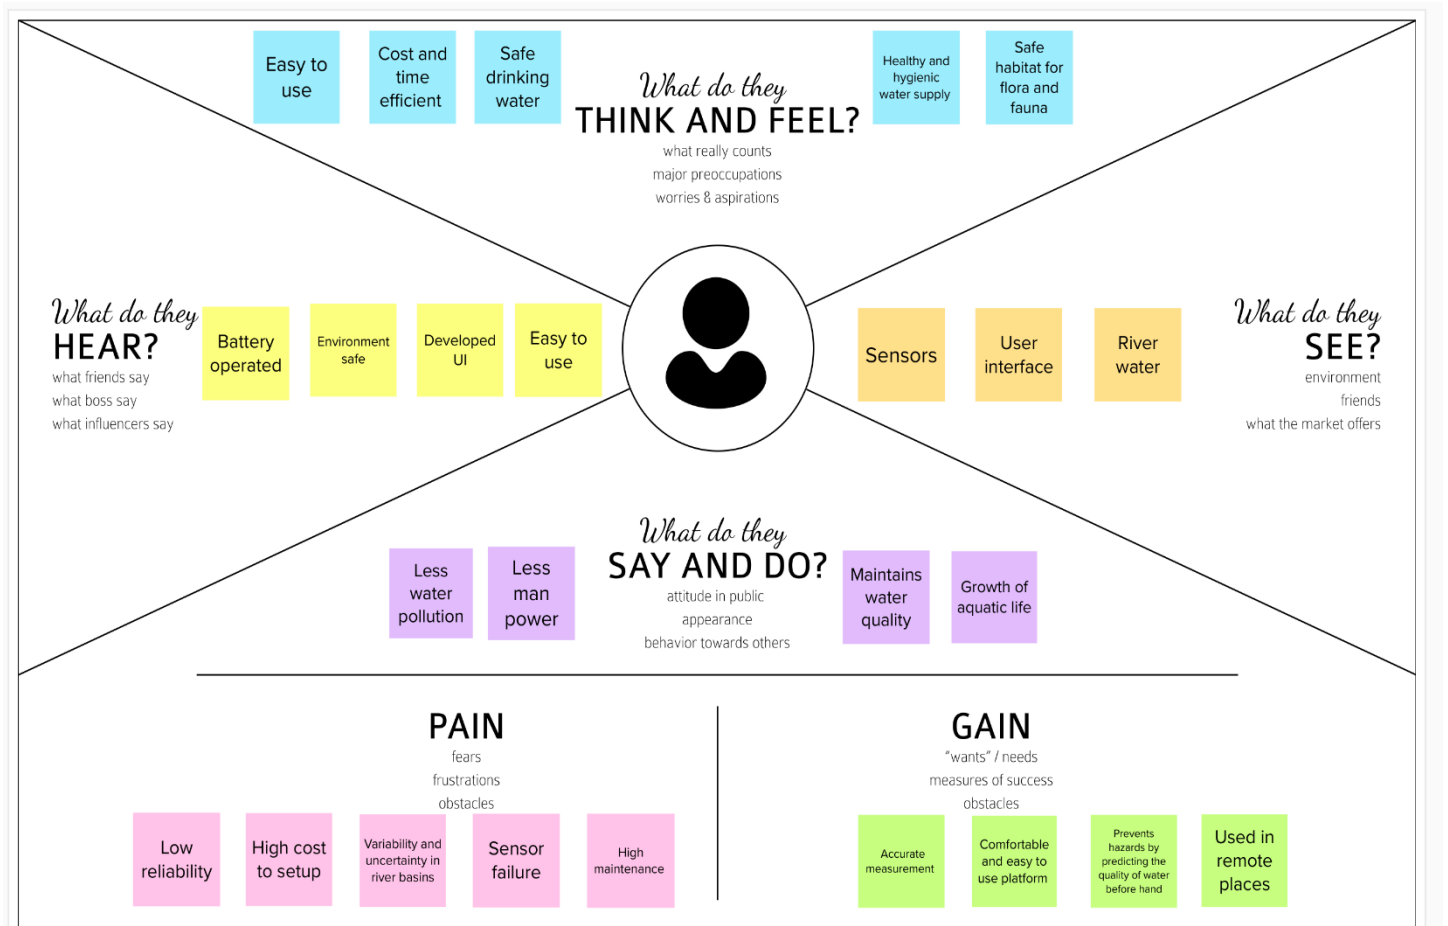 Easy to
use
Cost and
time
efficient
Safe
drinking
water
What do they
THINK AND FEEL?
what really counts
major preoccupations
worries & aspirations
Healthy and
hygienic
water supply
Safe
habitat for
flora and
fauna
What do they
HEAR?
what friends say
what boss say
what influencers say
Battery
operated
Environment
safe
Developed
UI
Easy to
use
Sensors
User
interface
River
water
What do they
SEE?
environment
friends
what the market offers
Less
water
pollution
Less
man
power
What do they
SAY AND DO?
attitude in public
appearance
behavior towards others
Maintains
water
quality
Growth of
aquatic life
PAIN
fears
frustrations
obstacles
Low
reliability
High cost
to setup
Variability and
uncertainty in
river basins
Sensor
failure
High
maintenance
GAIN
“wants” / needs
measures of success
obstacles
Accurate
measurement
Comfortable
and easy to
use platform
Prevents
hazards by
predicting the
quality of water
before hand
Used in
remote
places